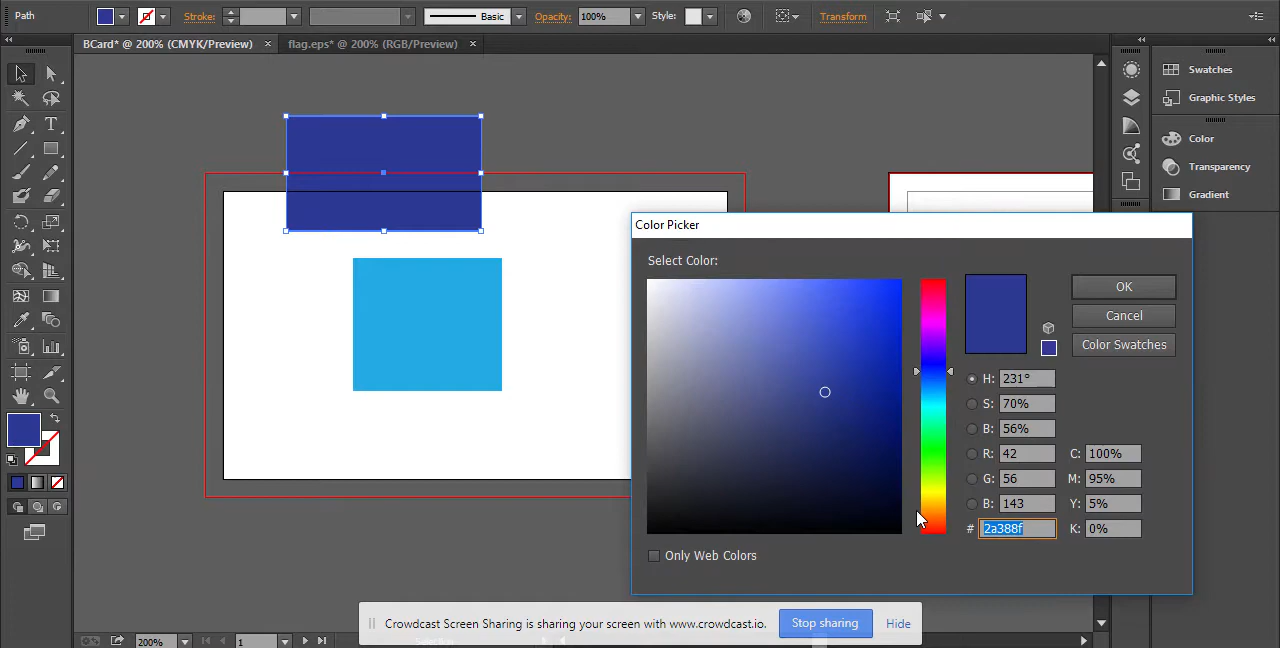 Path
Stroke:
Basic
Opacity:
100%
Style:
Transform
BCard* @ 200% (CMYK/Preview) ×
flag.eps* @ 200% (RGB/Preview) ×
Swatches
Graphic Styles
Color
Transparency
Gradient
Color Picker
Select Color:
OK
Cancel
Color Swatches
H: 231°
S: 70%
B: 56%
R: 42
C: 100%
G: 56
M: 95%
B: 143
Y: 5%
# 2a388f
K: 0%
Only Web Colors
Crowdcast Screen Sharing is sharing your screen with www.crowdcast.io.
Stop sharing
Hide
200%
1